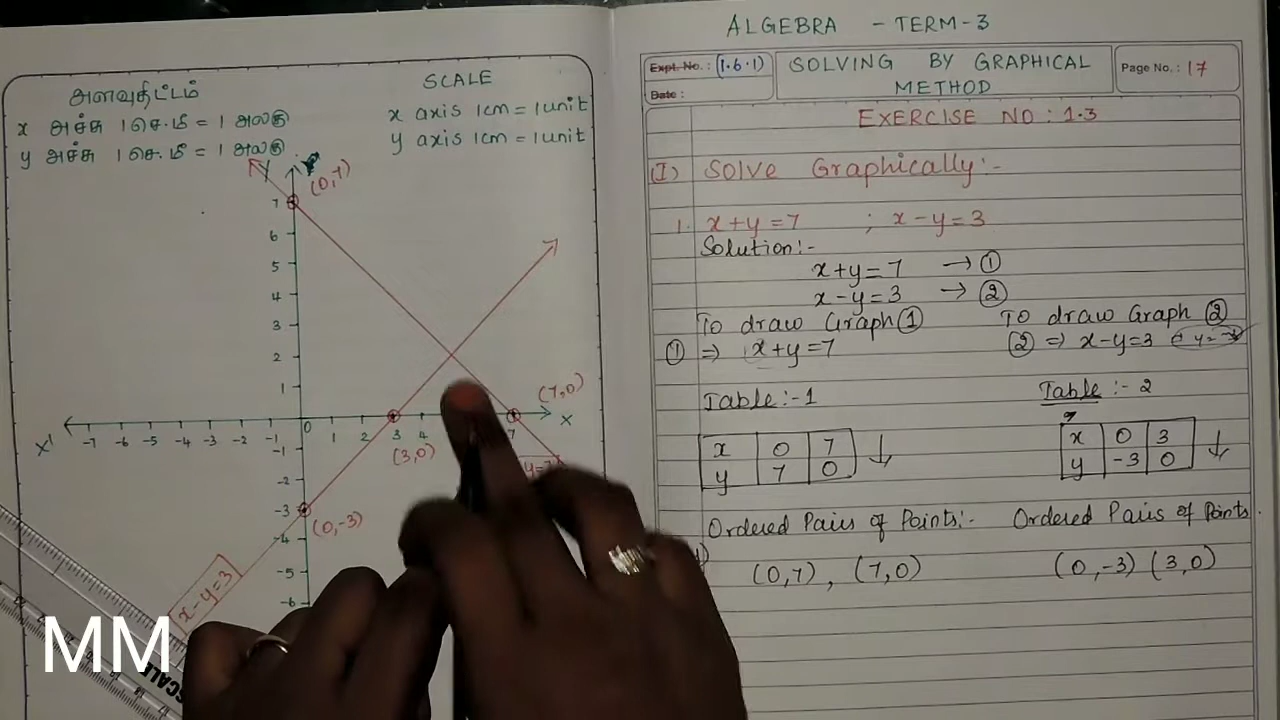 அளவுதிட்டம்
x அச்சு 1 செ.மீ = 1 அலகு
y அச்சு 1 செ.மீ = 1 அலகு
SCALE
x axis 1cm = 1unit
y axis 1cm = 1unit
Y
(0,7)
7
6
5
4
3
2
1
(7,0)
X' -7 -6 -5 -4 -3 -2 -1 0 1 2 3 4 7 X
(3,0)
-1
-2
-3 (0,-3)
-4
-5
-6
x-y=3
MM
ALGEBRA - TERM-3
Expt. No. : (1.6.1)
Date :
SOLVING BY GRAPHICAL
METHOD
Page No. : 17
EXERCISE NO : 1.3
(I) Solve Graphically:-
1. x+y=7 ; x-y=3
Solution:-
x+y=7 → ①
x-y=3 → ②
To draw Graph ① To draw Graph ②
① ⇒ x+y=7 ② ⇒ x-y=3
Table:-1 Table:-2
x 0 7 x 0 3
y 7 0 y -3 0
Ordered Pairs of Points:- Ordered Pairs of Points.
(0,7), (7,0) (0,-3) (3,0)